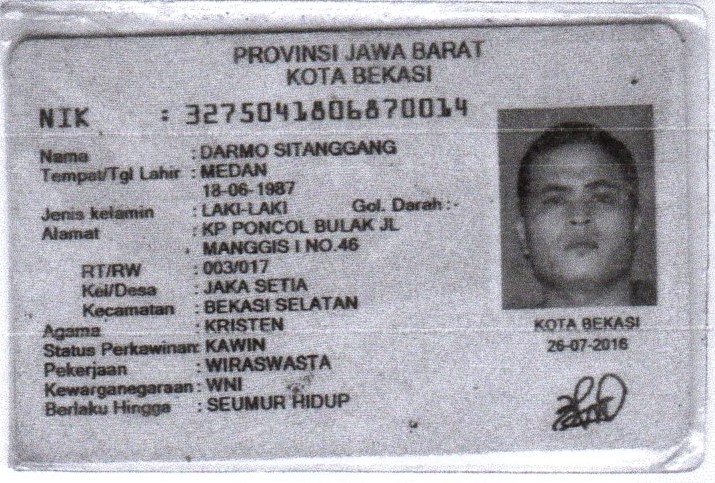 PROVINSI JAWA BARAT
KOTA BEKASI
NIK : 3275041806870014
Nama : DARMO SITANGGANG
Tempat/Tgl Lahir : MEDAN
18-06-1987
Jenis kelamin : LAKI-LAKI Gol. Darah :-
Alamat : KP PONCOL BULAK JL
MANGGIS I NO.46
RT/RW : 003/017
Kel/Desa : JAKA SETIA
Kecamatan : BEKASI SELATAN
Agama : KRISTEN
Status Perkawinan: KAWIN
Pekerjaan : WIRASWASTA
Kewarganegaraan : WNI
Berlaku Hingga : SEUMUR HIDUP
KOTA BEKASI
26-07-2016